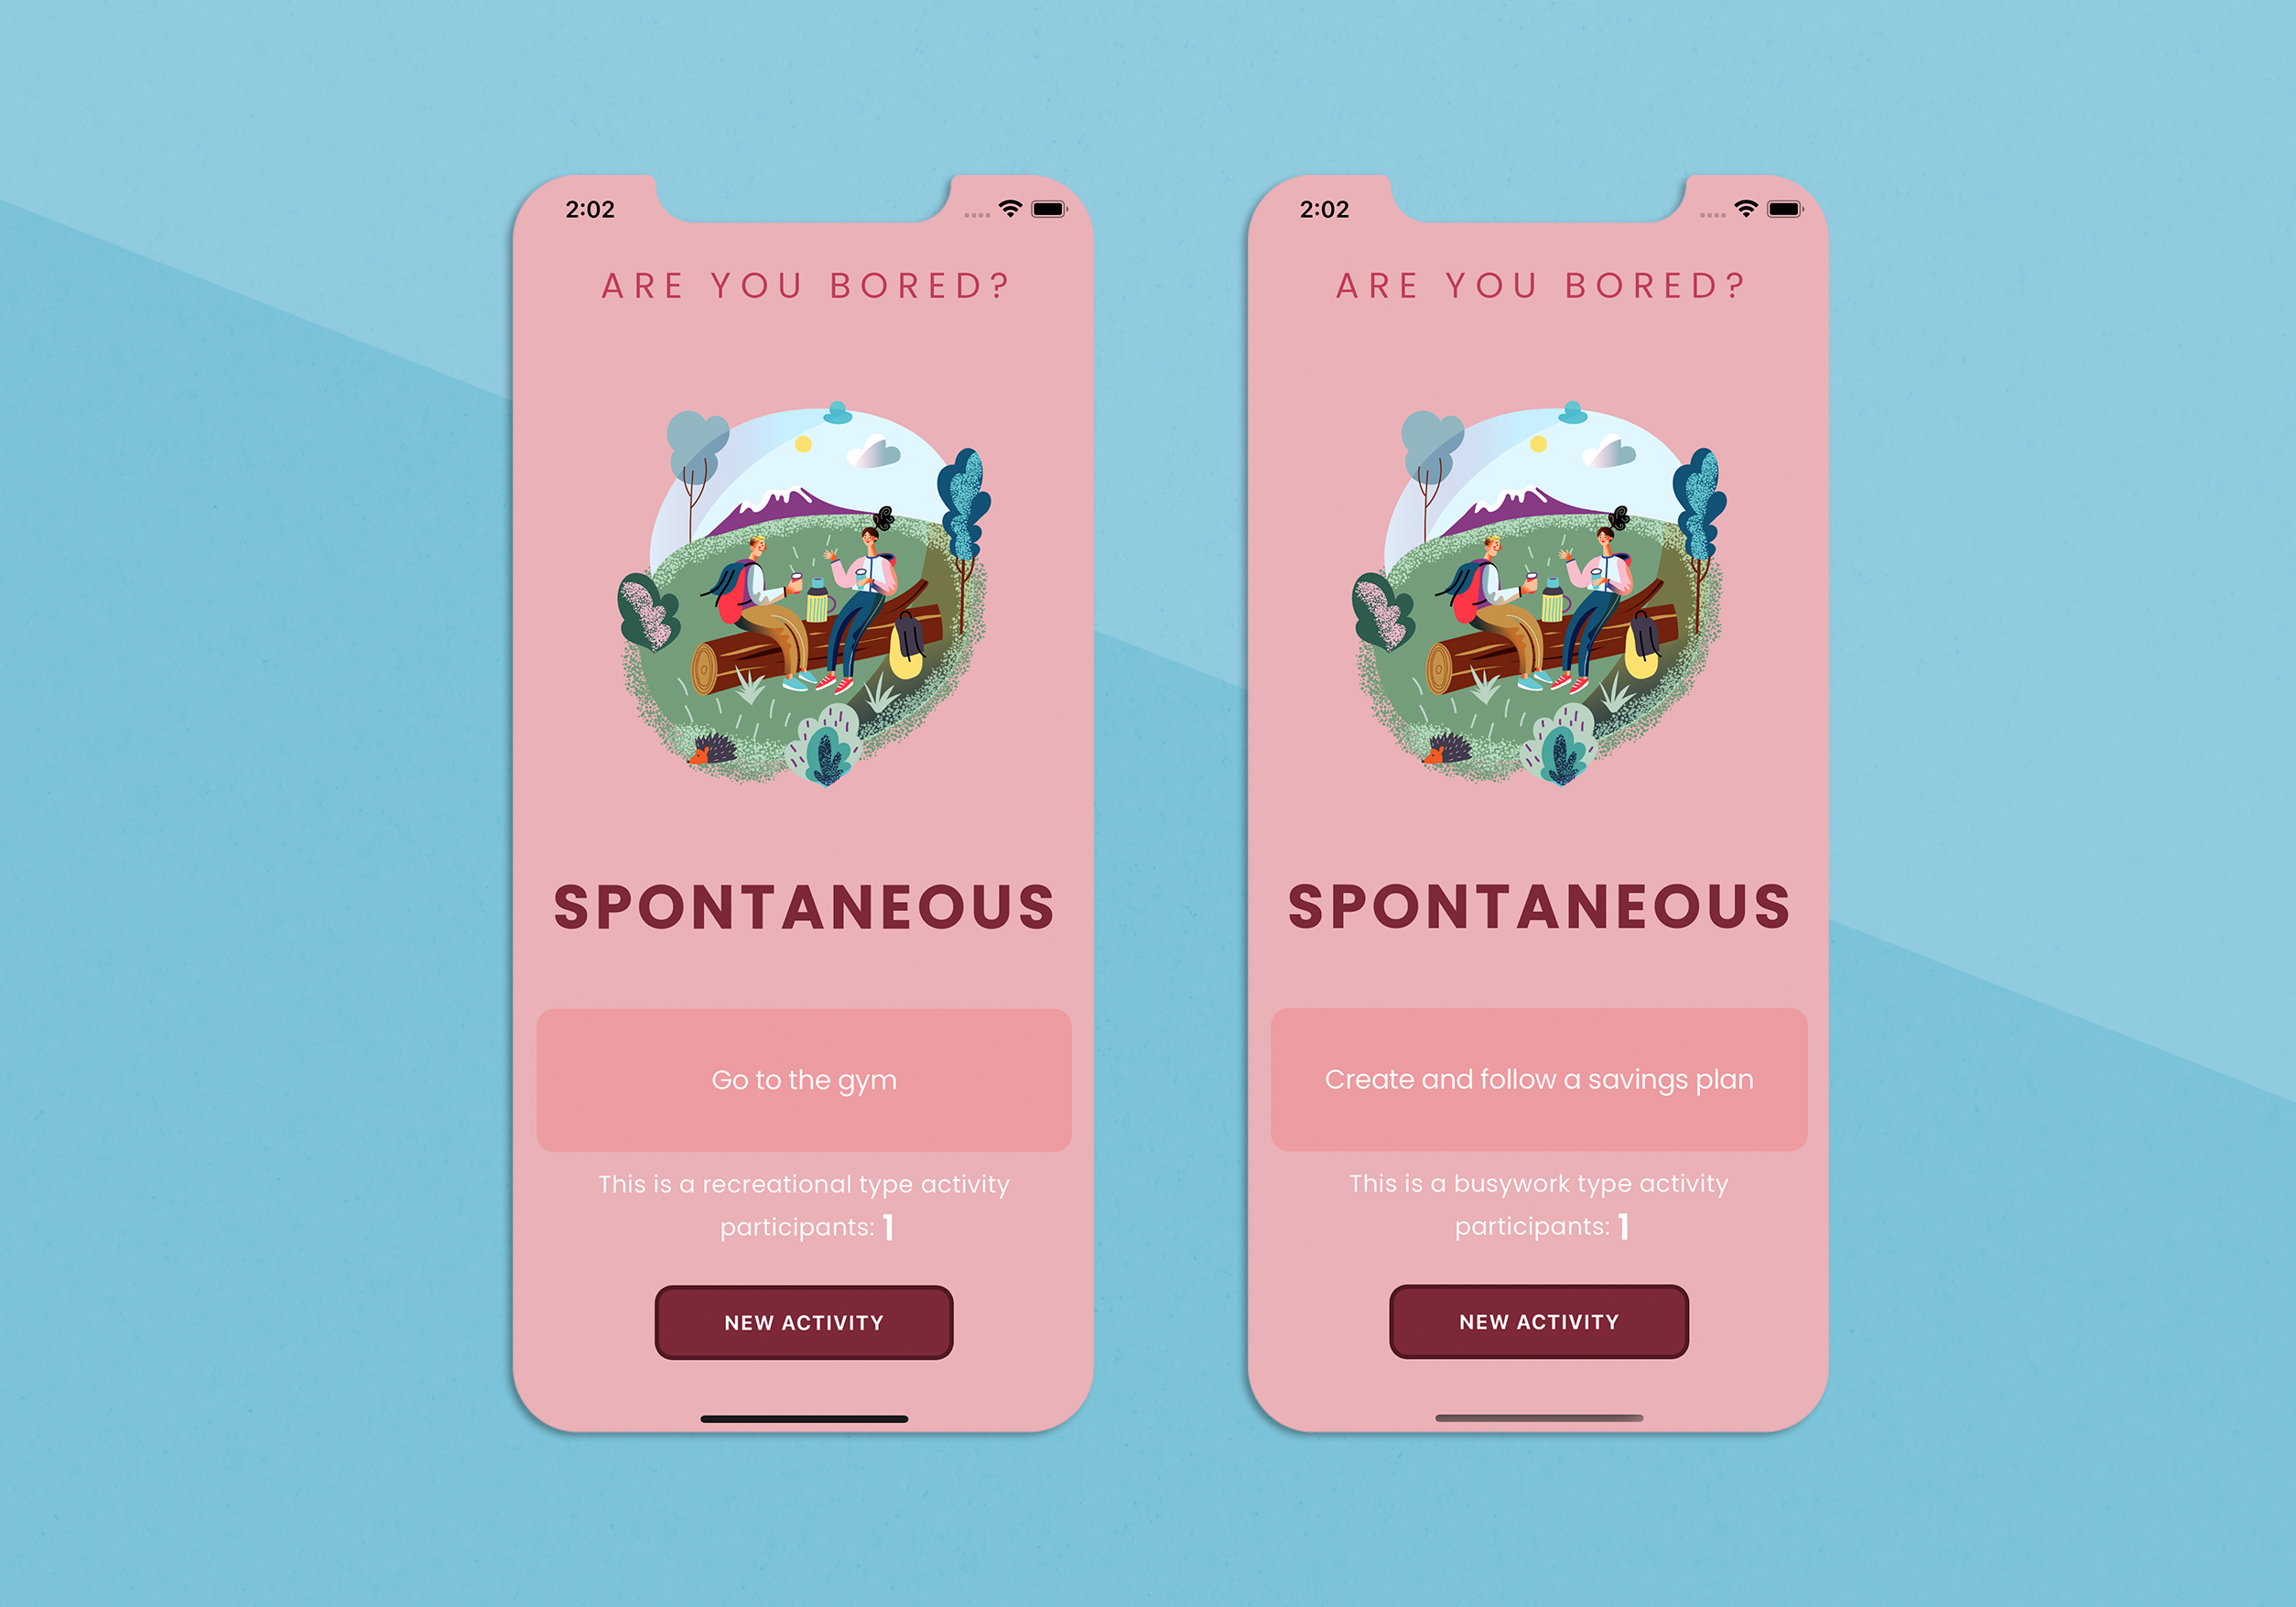 2:02
ARE YOU BORED?
SPONTANEOUS
Go to the gym
This is a recreational type activity
participants: 1
NEW ACTIVITY
2:02
ARE YOU BORED?
SPONTANEOUS
Create and follow a savings plan
This is a busywork type activity
participants: 1
NEW ACTIVITY